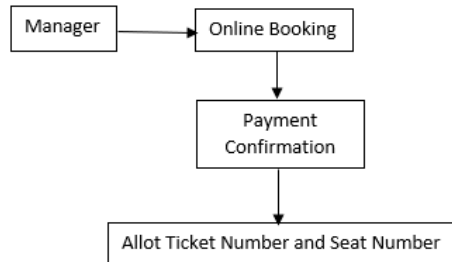 Manager
Online Booking
Payment
Confirmation
Allot Ticket Number and Seat Number